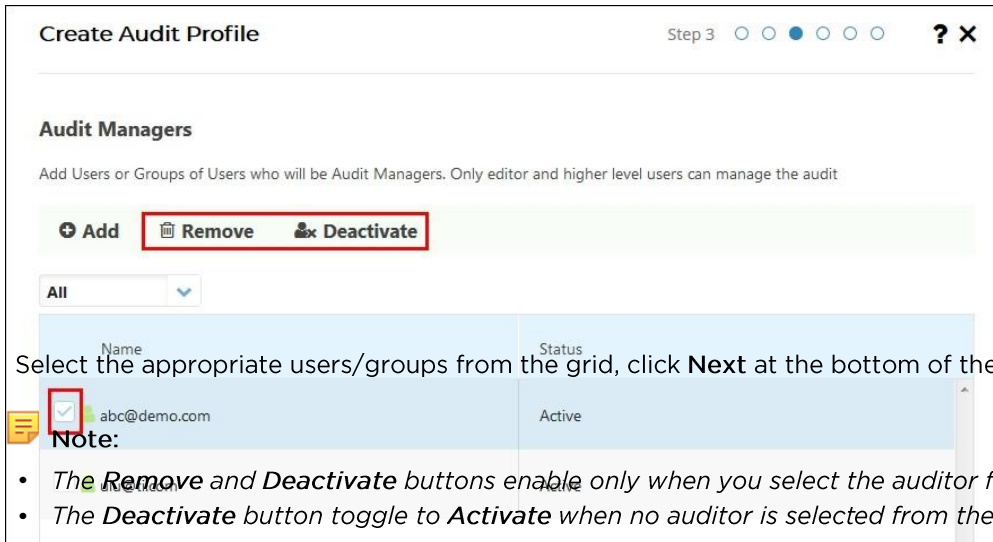 Create Audit Profile Step 3 ? ×
Audit Managers
Add Users or Groups of Users who will be Audit Managers. Only editor and higher level users can manage the audit
Add Remove Deactivate
All
Name Status
Select the appropriate users/groups from the grid, click Next at the bottom of the
abc@demo.com Active
Note:
• The Remove and Deactivate buttons enable only when you select the auditor f
Active
• The Deactivate button toggle to Activate when no auditor is selected from the